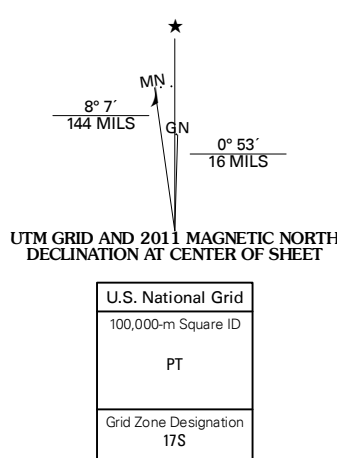 ★
MN
8° 7´
144 MILS
GN
0° 53´
16 MILS
UTM GRID AND 2011 MAGNETIC NORTH
DECLINATION AT CENTER OF SHEET
U.S. National Grid
100,000-m Square ID
PT
Grid Zone Designation
17S